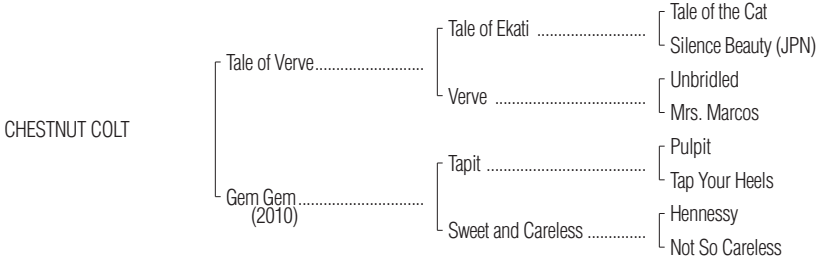 Tale of the Cat
Tale of Ekati ..........................
Silence Beauty (JPN)
Tale of Verve..........................
Unbridled
Verve ....................................
Mrs. Marcos
CHESTNUT COLT
Pulpit
Tapit ......................................
Tap Your Heels
Gem Gem..............................
(2010)
Hennessy
Sweet and Careless ..............
Not So Careless